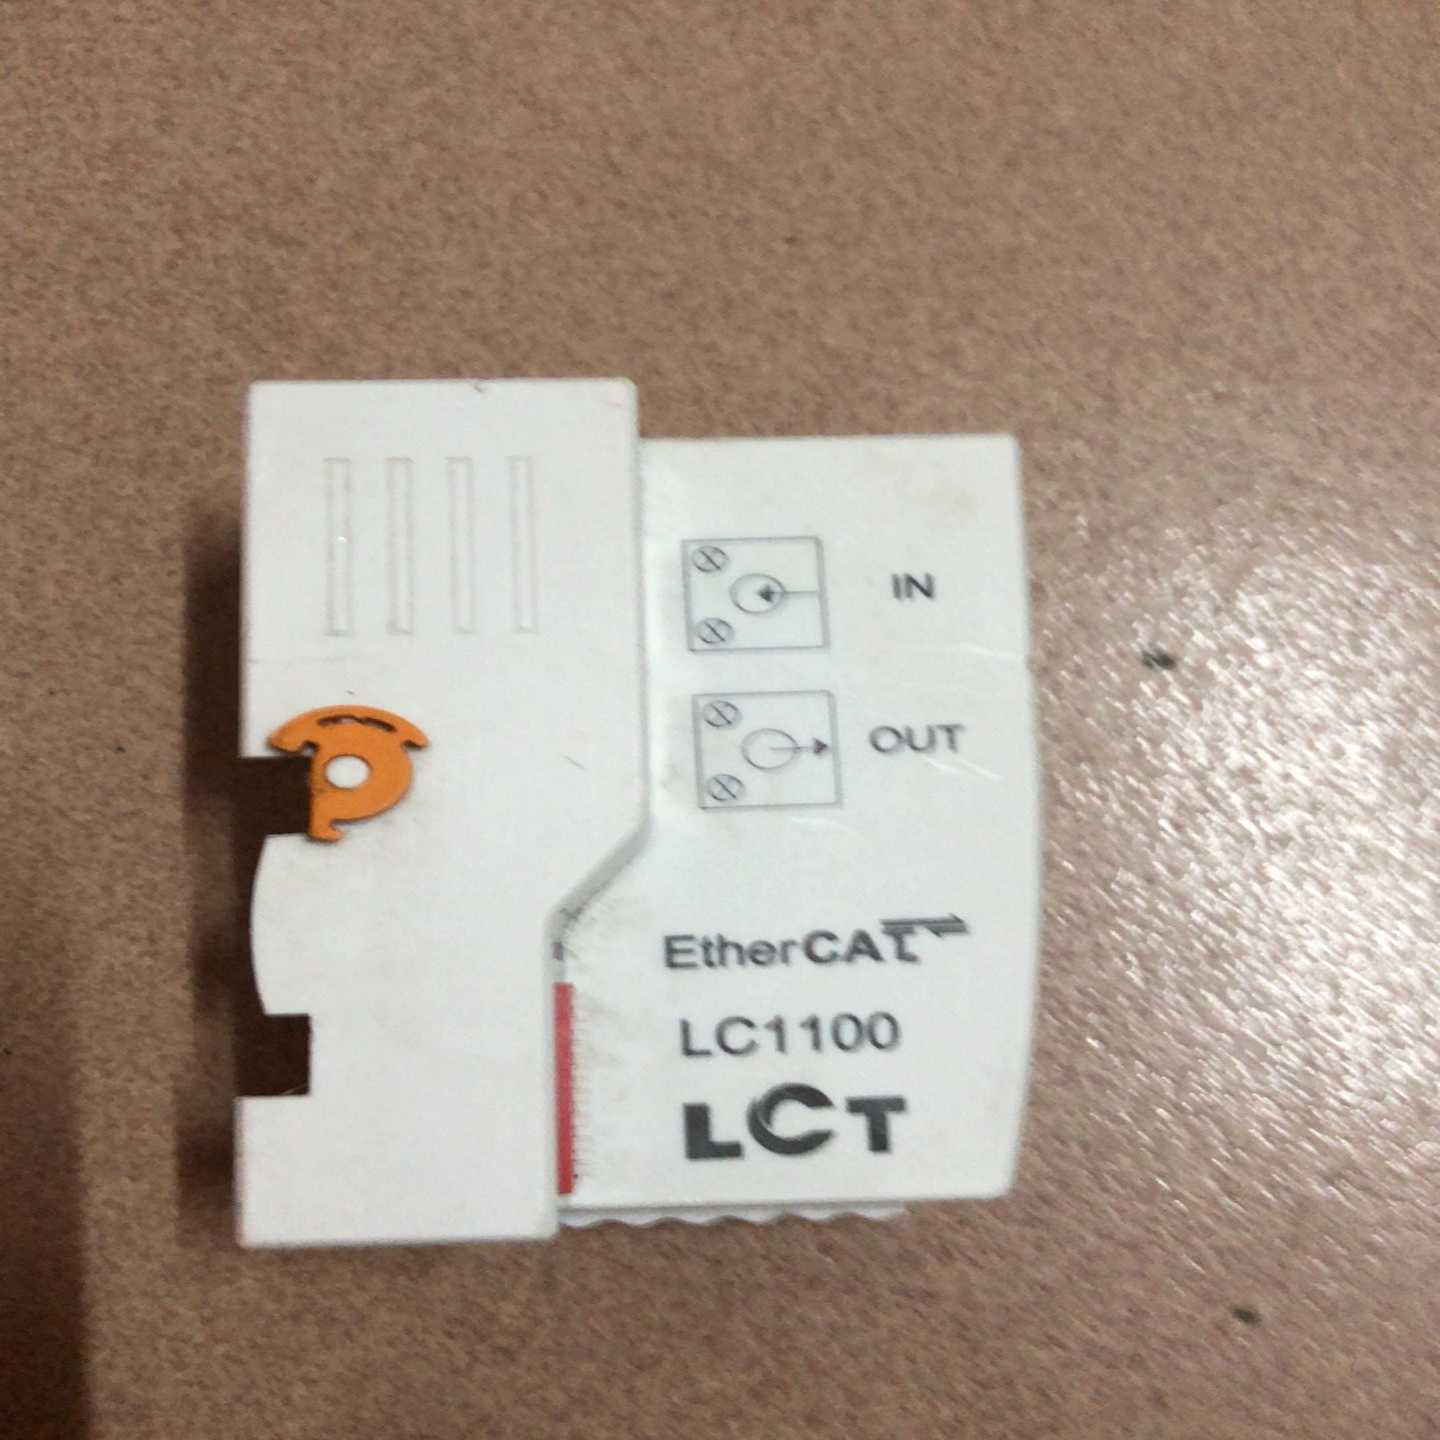 IN
OUT
EtherCAT
LC1100
LCT